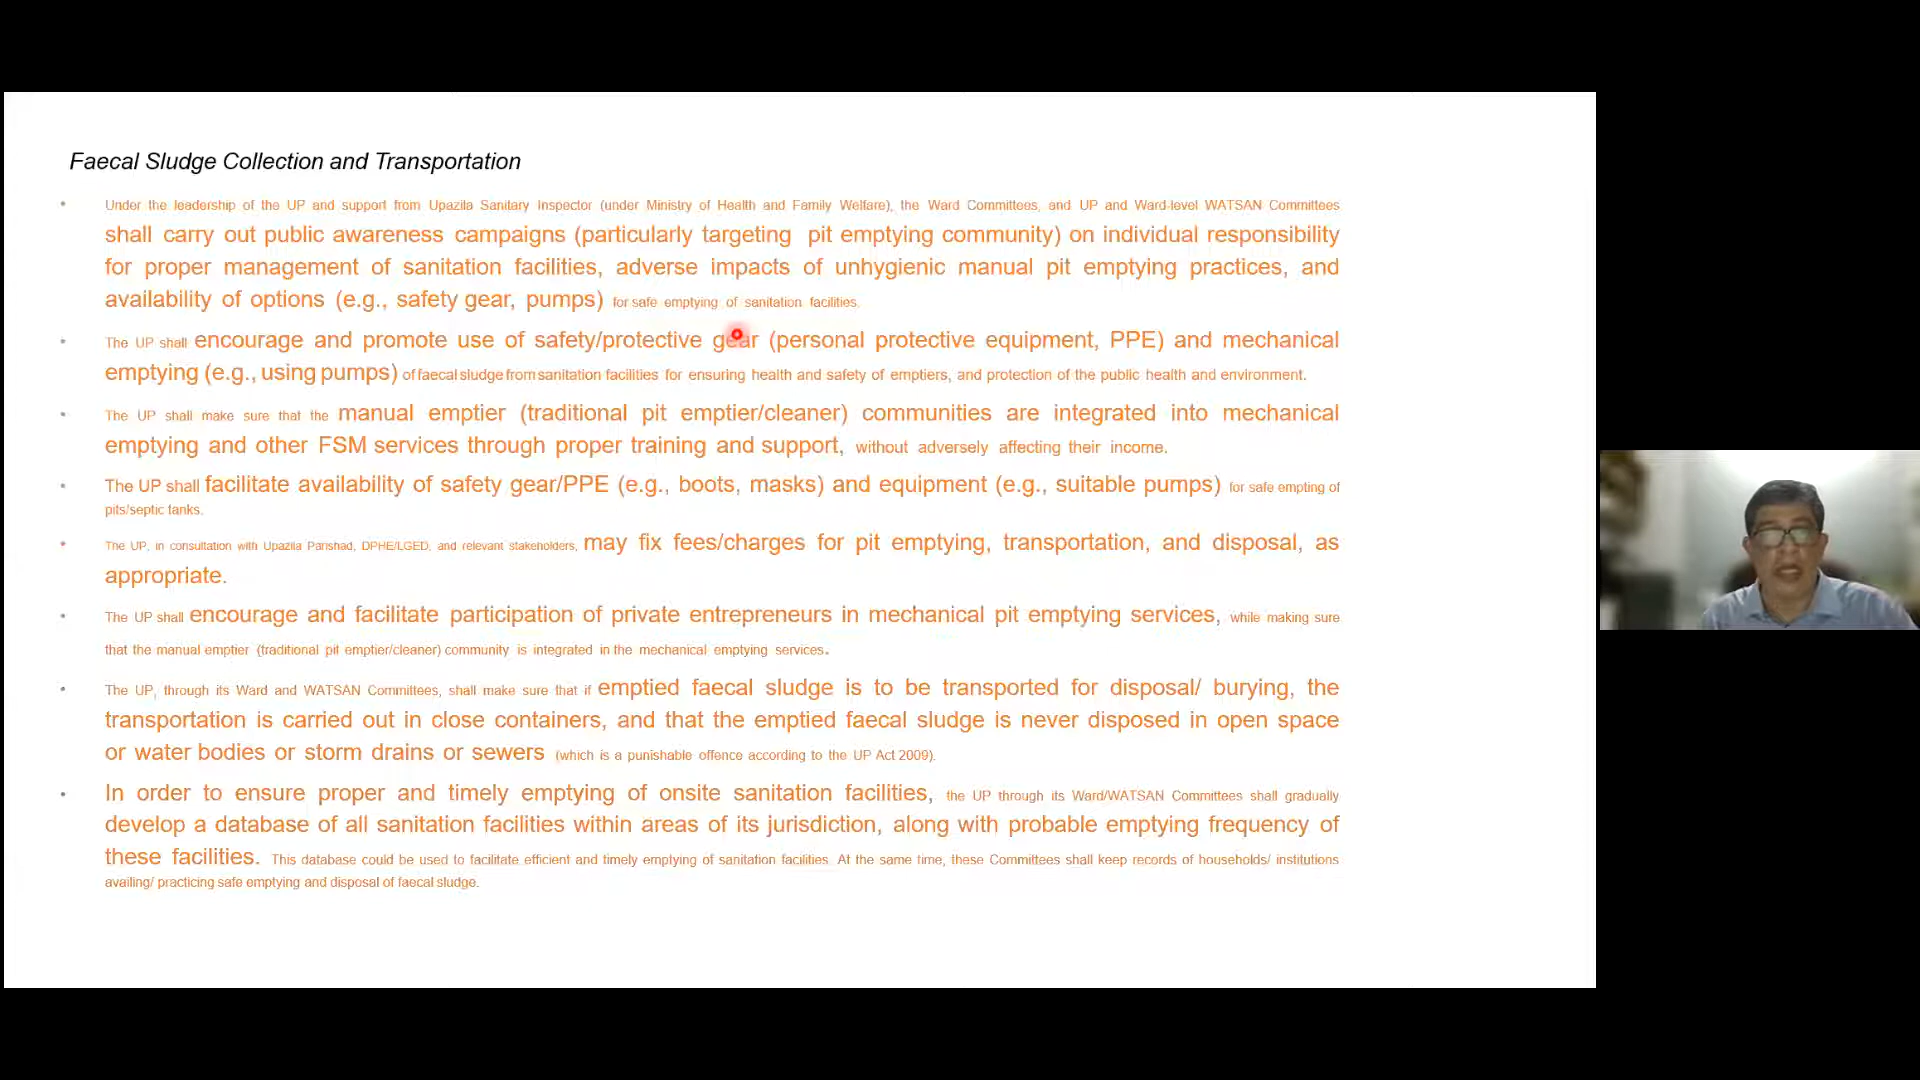 Faecal Sludge Collection and Transportation
• Under the leadership of the UP and support from Upazila Sanitary Inspector (under Ministry of Health and Family Welfare), the Ward Committees, and UP and Ward-level WATSAN Committees
shall carry out public awareness campaigns (particularly targeting pit emptying community) on individual responsibility
for proper management of sanitation facilities, adverse impacts of unhygienic manual pit emptying practices, and
availability of options (e.g., safety gear, pumps) for safe emptying of sanitation facilities.
• The UP shall encourage and promote use of safety/protective gear (personal protective equipment, PPE) and mechanical
emptying (e.g., using pumps) of faecal sludge from sanitation facilities for ensuring health and safety of emptiers, and protection of the public health and environment.
• The UP shall make sure that the manual emptier (traditional pit emptier/cleaner) communities are integrated into mechanical
emptying and other FSM services through proper training and support, without adversely affecting their income.
• The UP shall facilitate availability of safety gear/PPE (e.g., boots, masks) and equipment (e.g., suitable pumps) for safe empting of
pits/septic tanks.
• The UP, in consultation with Upazila Parishad, DPHE/LGED, and relevant stakeholders, may fix fees/charges for pit emptying, transportation, and disposal, as
appropriate.
• The UP shall encourage and facilitate participation of private entrepreneurs in mechanical pit emptying services, while making sure
that the manual emptier (traditional pit emptier/cleaner) community is integrated in the mechanical emptying services.
• The UP, through its Ward and WATSAN Committees, shall make sure that if emptied faecal sludge is to be transported for disposal/ burying, the
transportation is carried out in close containers, and that the emptied faecal sludge is never disposed in open space
or water bodies or storm drains or sewers (which is a punishable offence according to the UP Act 2009).
• In order to ensure proper and timely emptying of onsite sanitation facilities, the UP through its Ward/WATSAN Committees shall gradually
develop a database of all sanitation facilities within areas of its jurisdiction, along with probable emptying frequency of
these facilities. This database could be used to facilitate efficient and timely emptying of sanitation facilities. At the same time, these Committees shall keep records of households/ institutions
availing/ practicing safe emptying and disposal of faecal sludge.